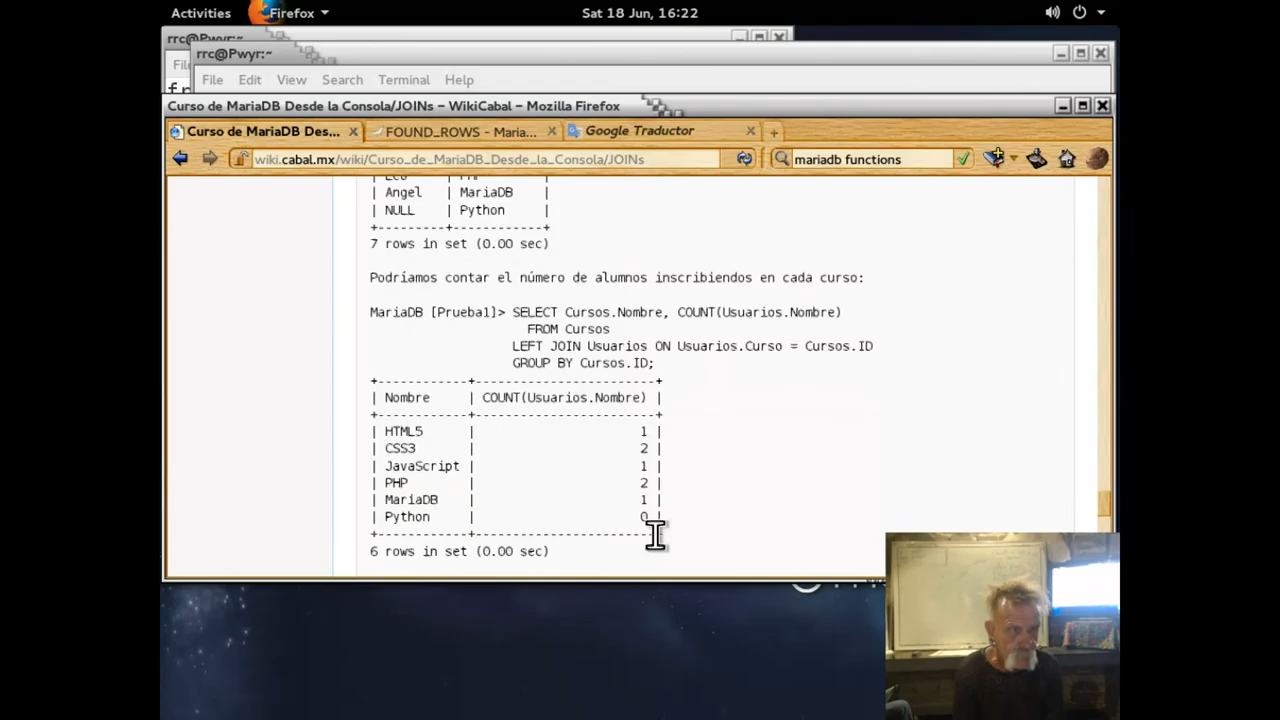 Activities Firefox Sat 18 Jun, 16:22
rrc@Pwyr:~
rrc@Pwyr:~
File Edit View Search Terminal Help
Curso de MariaDB Desde la Consola/JOINs – WikiCabal – Mozilla Firefox
Curso de MariaDB Des... FOUND_ROWS - Maria... Google Traductor
wiki.cabal.mx/wiki/Curso_de_MariaDB_Desde_la_Consola/JOINs mariadb functions
| Angel | MariaDB |
| NULL | Python |
+---------+------------+
7 rows in set (0.00 sec)
Podríamos contar el número de alumnos inscribiendos en cada curso:
MariaDB [Prueba1]> SELECT Cursos.Nombre, COUNT(Usuarios.Nombre)
FROM Cursos
LEFT JOIN Usuarios ON Usuarios.Curso = Cursos.ID
GROUP BY Cursos.ID;
+------------+------------------------+
| Nombre | COUNT(Usuarios.Nombre) |
+------------+------------------------+
| HTML5 | 1 |
| CSS3 | 2 |
| JavaScript | 1 |
| PHP | 2 |
| MariaDB | 1 |
| Python | 0 |
+------------+------------------------+
6 rows in set (0.00 sec)